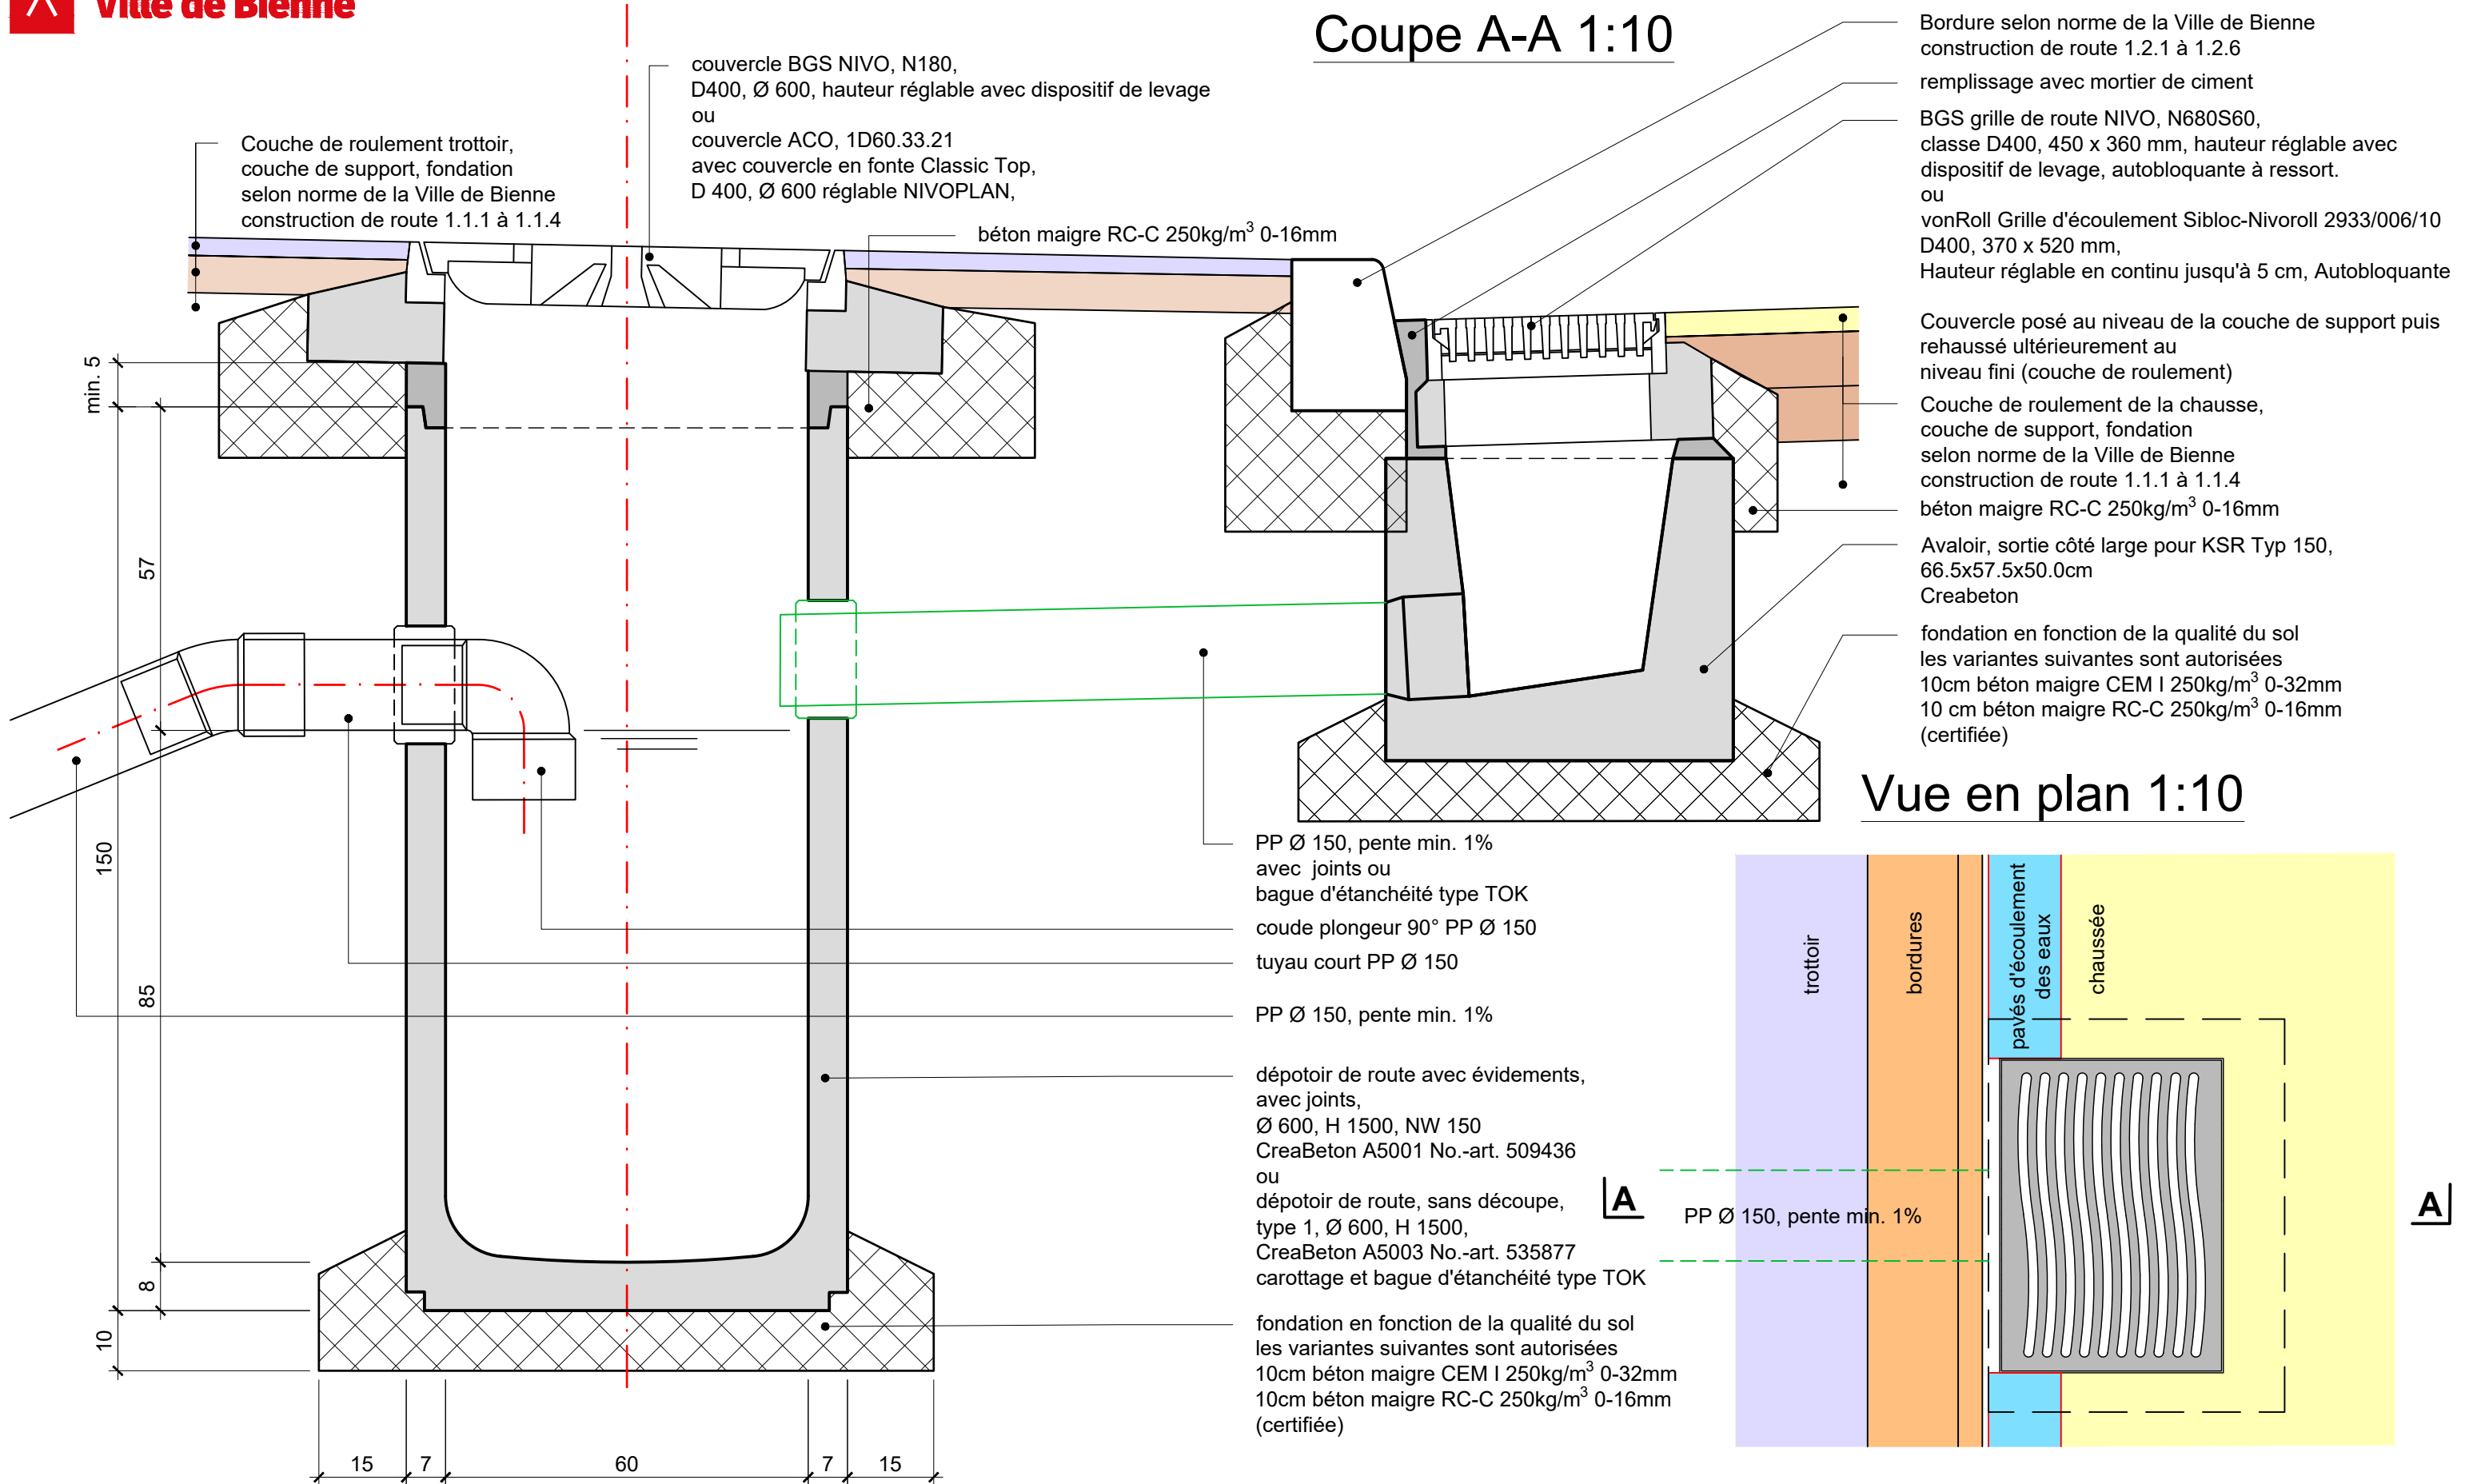 Ville de Bienne
Coupe A-A 1:10
couvercle BGS NIVO, N180,
D400, Ø 600, hauteur réglable avec dispositif de levage
ou
couvercle ACO, 1D60.33.21
avec couvercle en fonte Classic Top,
D 400, Ø 600 réglable NIVOPLAN,
Couche de roulement trottoir,
couche de support, fondation
selon norme de la Ville de Bienne
construction de route 1.1.1 à 1.1.4
béton maigre RC-C 250kg/m³ 0-16mm
Bordure selon norme de la Ville de Bienne
construction de route 1.2.1 à 1.2.6
remplissage avec mortier de ciment
BGS grille de route NIVO, N680S60,
classe D400, 450 x 360 mm, hauteur réglable avec
dispositif de levage, autobloquante à ressort.
ou
vonRoll Grille d'écoulement Sibloc-Nivoroll 2933/006/10
D400, 370 x 520 mm,
Hauteur réglable en continu jusqu'à 5 cm, Autobloquante
Couvercle posé au niveau de la couche de support puis
rehaussé ultérieurement au
niveau fini (couche de roulement)
Couche de roulement de la chausse,
couche de support, fondation
selon norme de la Ville de Bienne
construction de route 1.1.1 à 1.1.4
béton maigre RC-C 250kg/m³ 0-16mm
Avaloir, sortie côté large pour KSR Typ 150,
66.5x57.5x50.0cm
Creabeton
fondation en fonction de la qualité du sol
les variantes suivantes sont autorisées
10cm béton maigre CEM I 250kg/m³ 0-32mm
10 cm béton maigre RC-C 250kg/m³ 0-16mm
(certifiée)
min. 5
57
150
85
8
10
15
7
60
7
15
PP Ø 150, pente min. 1%
avec joints ou
bague d'étanchéité type TOK
coude plongeur 90° PP Ø 150
tuyau court PP Ø 150
PP Ø 150, pente min. 1%
dépotoir de route avec évidements,
avec joints,
Ø 600, H 1500, NW 150
CreaBeton A5001 No.-art. 509436
ou
dépotoir de route, sans découpe,
type 1, Ø 600, H 1500,
CreaBeton A5003 No.-art. 535877
carottage et bague d'étanchéité type TOK
fondation en fonction de la qualité du sol
les variantes suivantes sont autorisées
10cm béton maigre CEM I 250kg/m³ 0-32mm
10cm béton maigre RC-C 250kg/m³ 0-16mm
(certifiée)
Vue en plan 1:10
trottoir
bordures
pavés d'écoulement
des eaux
chaussée
A
PP Ø 150, pente min. 1%
A